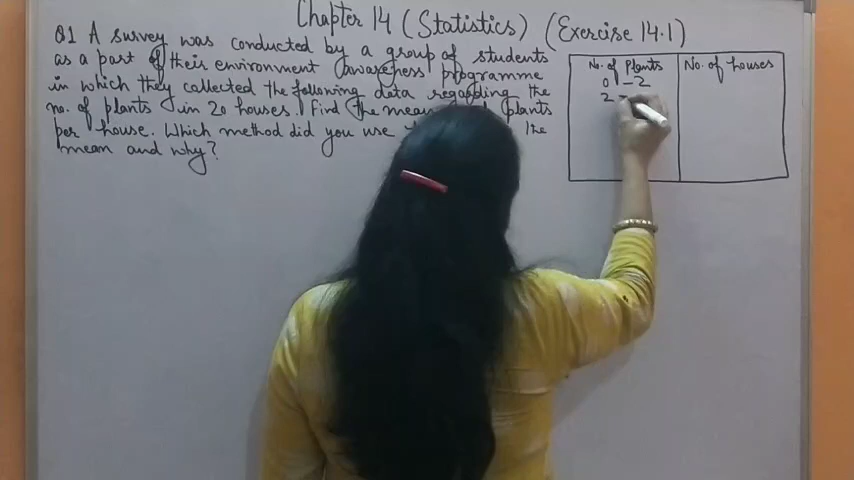 Chapter 14 (Statistics) (Exercise 14.1)
Q1 A survey was conducted by a group of students
as a part of their environment awareness programme
in which they collected the following data regarding the
no. of plants in 20 houses. Find the mean plants
per house. Which method did you use the
mean and why?
No. of Plants No. of houses
0 - 2
2 -